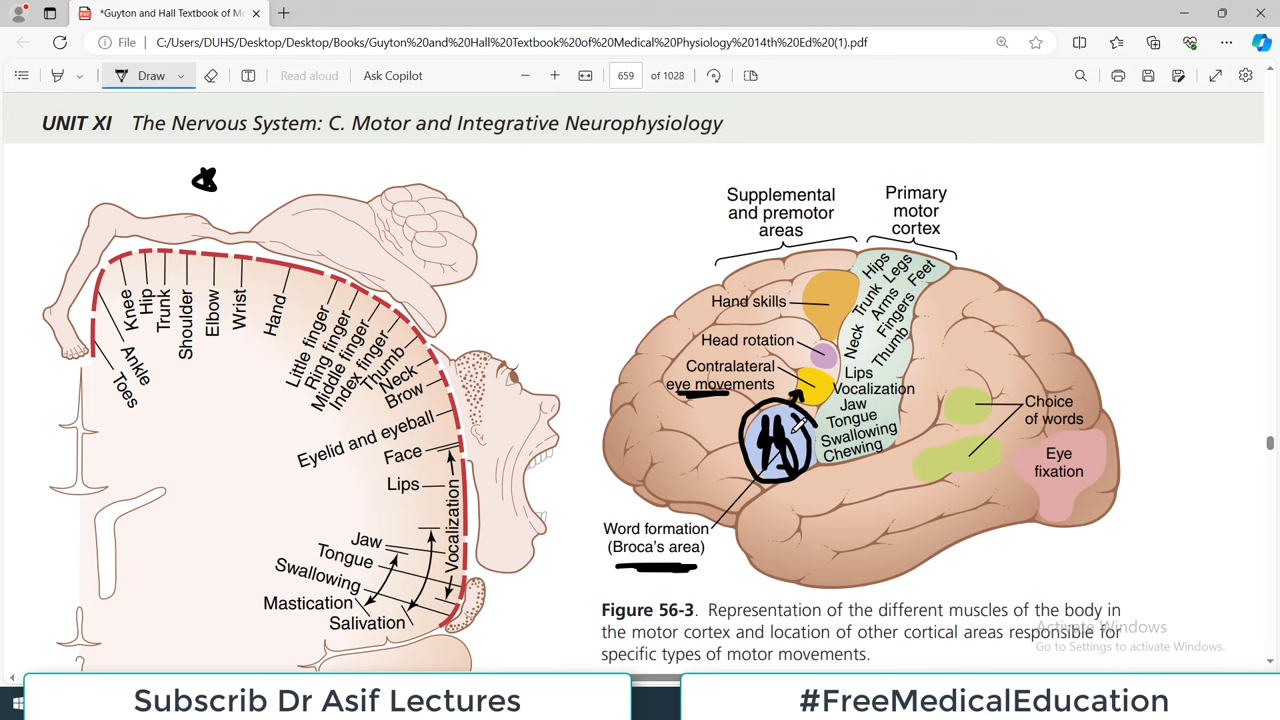 *Guyton and Hall Textbook of Me
File
C:/Users/DUHS/Desktop/Desktop/Books/Guyton%20and%20Hall%20Textbook%20of%20Medical%20Physiology%2014th%20Ed%20(1).pdf
Draw
Read aloud
Ask Copilot
659
of 1028
UNIT XI The Nervous System: C. Motor and Integrative Neurophysiology
Knee
Hip
Trunk
Shoulder
Elbow
Wrist
Hand
Little finger
Ring finger
Middle finger
Index finger
Thumb
Neck
Brow
Ankle
Toes
Eyelid and eyeball
Face
Lips
Vocalization
Jaw
Tongue
Swallowing
Mastication
Salivation
Supplemental
and premotor
areas
Primary
motor
cortex
Hand skills
Head rotation
Contralateral
eye movements
Hips
Legs
Feet
Trunk
Arms
Fingers
Neck
Thumb
Lips
Vocalization
Jaw
Tongue
Swallowing
Chewing
Choice
of words
Eye
fixation
Word formation
(Broca's area)
Figure 56-3. Representation of the different muscles of the body in
the motor cortex and location of other cortical areas responsible for
specific types of motor movements.
Activate Windows
Go to Settings to activate Windows.
Subscrib Dr Asif Lectures
#FreeMedicalEducation